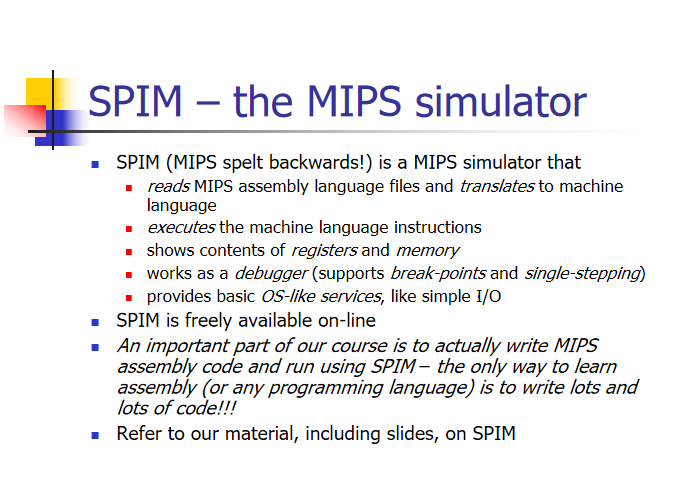 SPIM – the MIPS simulator
SPIM (MIPS spelt backwards!) is a MIPS simulator that
reads MIPS assembly language files and translates to machine
language
executes the machine language instructions
shows contents of registers and memory
works as a debugger (supports break-points and single-stepping)
provides basic OS-like services, like simple I/O
SPIM is freely available on-line
An important part of our course is to actually write MIPS
assembly code and run using SPIM – the only way to learn
assembly (or any programming language) is to write lots and
lots of code!!!
Refer to our material, including slides, on SPIM